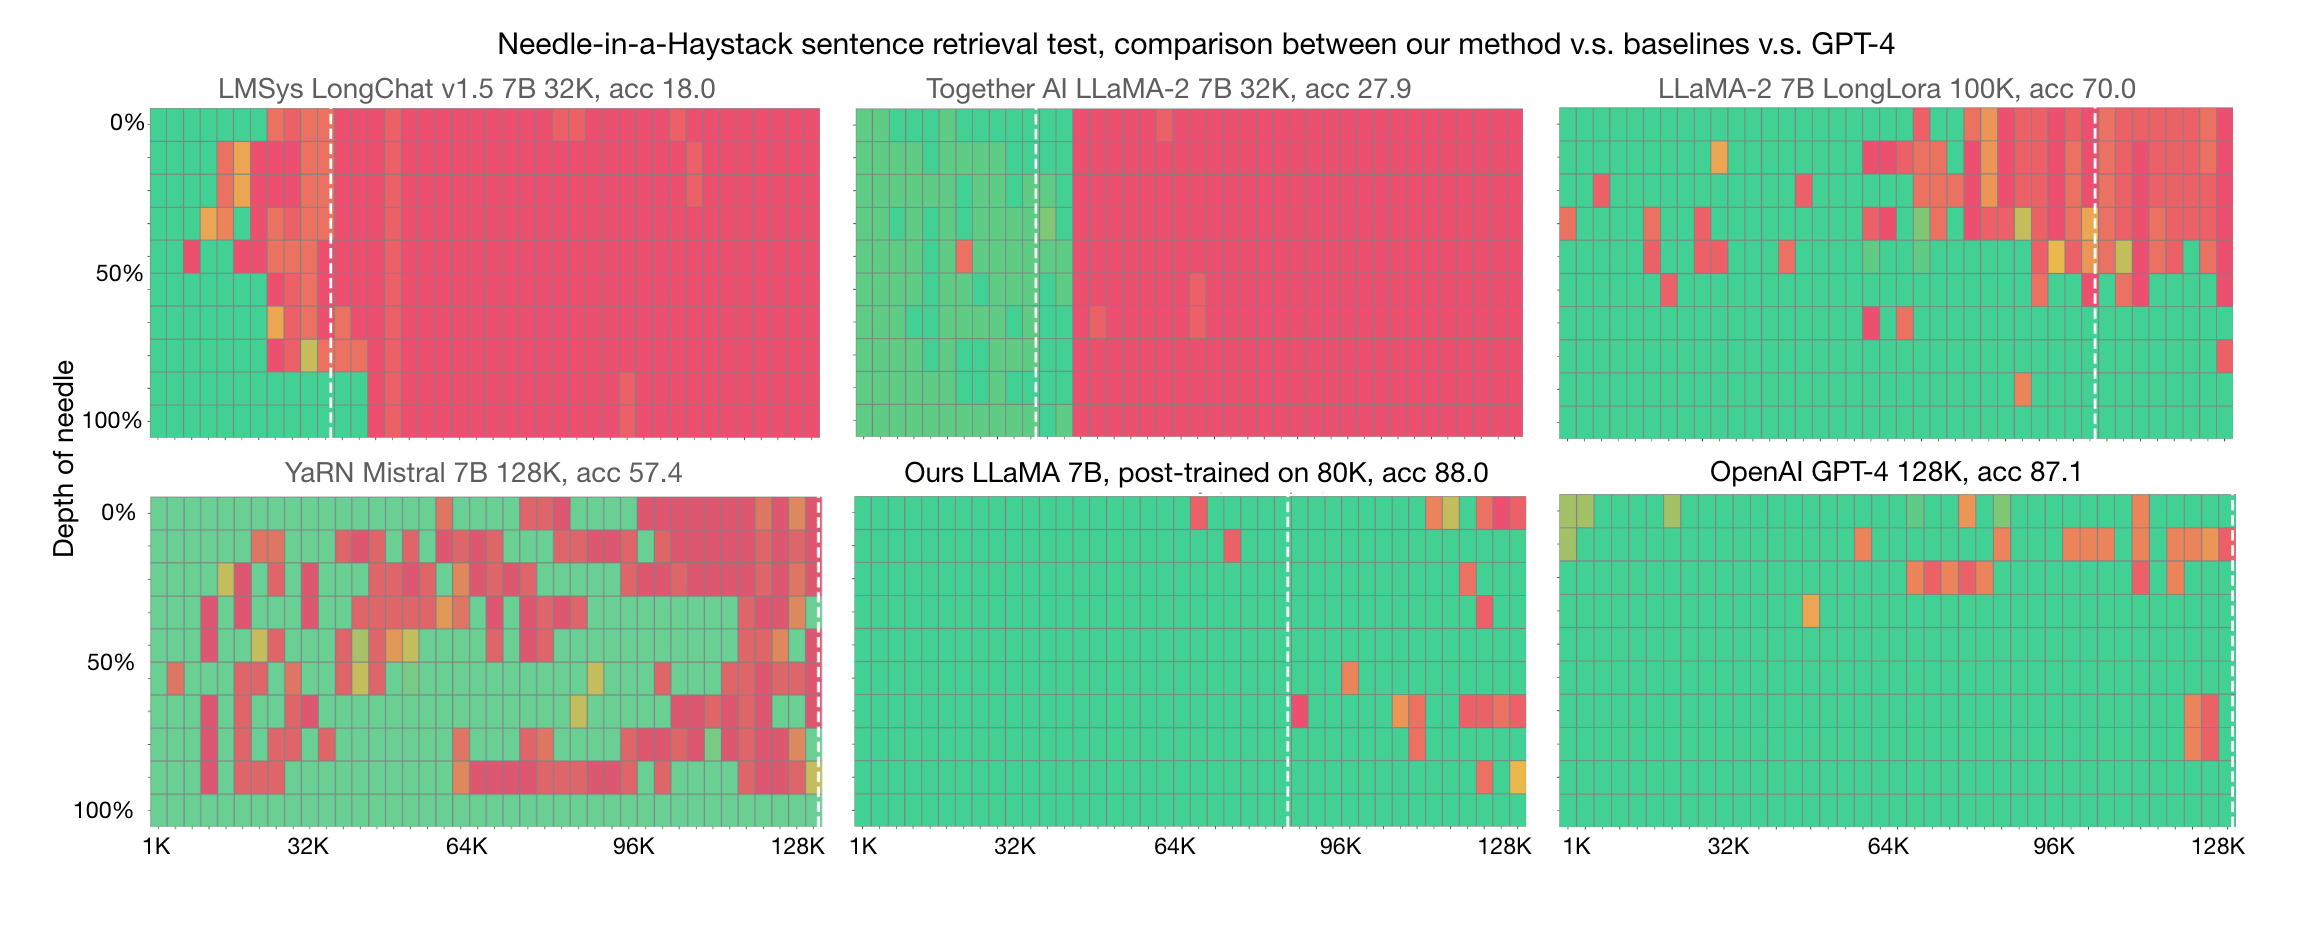 Needle-in-a-Haystack sentence retrieval test, comparison between our method v.s. baselines v.s. GPT-4
LMSys LongChat v1.5 7B 32K, acc 18.0
Together AI LLaMA-2 7B 32K, acc 27.9
LLaMA-2 7B LongLora 100K, acc 70.0
0%
50%
100%
Depth of needle
YaRN Mistral 7B 128K, acc 57.4
Ours LLaMA 7B, post-trained on 80K, acc 88.0
OpenAI GPT-4 128K, acc 87.1
0%
50%
100%
1K 32K 64K 96K 128K
1K 32K 64K 96K 128K
1K 32K 64K 96K 128K